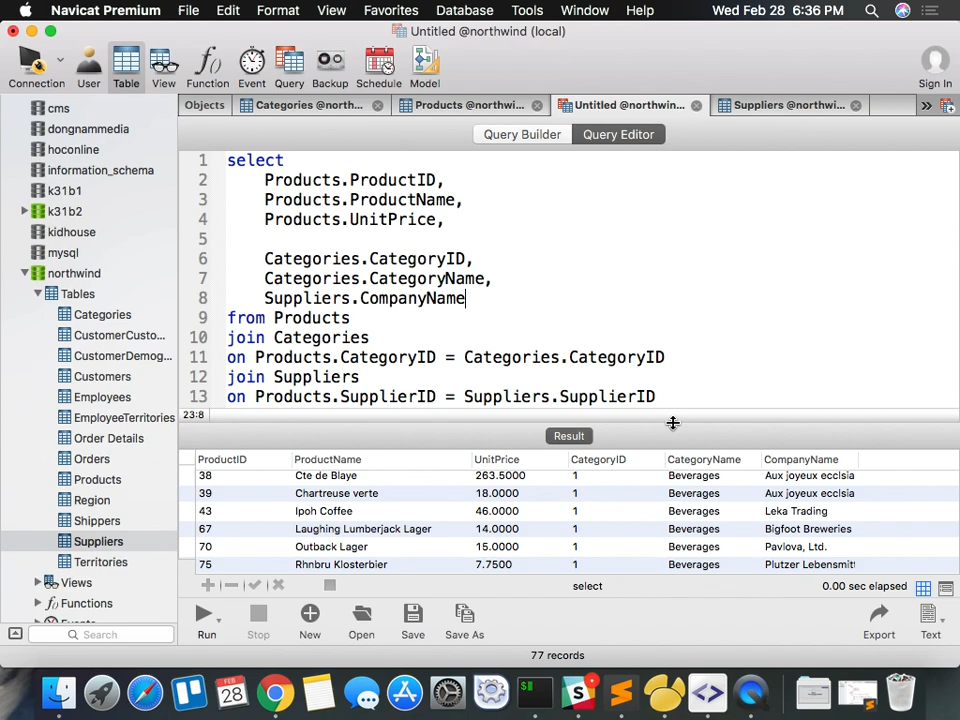 Navicat Premium File Edit Format View Favorites Database Tools Window Help Wed Feb 28 6:36 PM
Untitled @northwind (local)
Connection User Table View Function Event Query Backup Schedule Model Sign In
Objects Categories @north... Products @northwi... Untitled @northwin... Suppliers @northwi... »
Query Builder Query Editor
cms
dongnammedia
hoconline
information_schema
k31b1
k31b2
kidhouse
mysql
northwind
Tables
Categories
CustomerCusto...
CustomerDemog...
Customers
Employees
EmployeeTerritories
Order Details
Orders
Products
Region
Shippers
Suppliers
Territories
Views
Functions
Search
1 select
2 Products.ProductID,
3 Products.ProductName,
4 Products.UnitPrice,
5
6 Categories.CategoryID,
7 Categories.CategoryName,
8 Suppliers.CompanyName
9 from Products
10 join Categories
11 on Products.CategoryID = Categories.CategoryID
12 join Suppliers
13 on Products.SupplierID = Suppliers.SupplierID
23:8
Result
ProductID ProductName UnitPrice CategoryID CategoryName CompanyName
38 Cte de Blaye 263.5000 1 Beverages Aux joyeux ecclsia
39 Chartreuse verte 18.0000 1 Beverages Aux joyeux ecclsia
43 Ipoh Coffee 46.0000 1 Beverages Leka Trading
67 Laughing Lumberjack Lager 14.0000 1 Beverages Bigfoot Breweries
70 Outback Lager 15.0000 1 Beverages Pavlova, Ltd.
75 Rhnbru Klosterbier 7.7500 1 Beverages Plutzer Lebensmit
select 0.00 sec elapsed
Run Stop New Open Save Save As Export Text
77 records
28